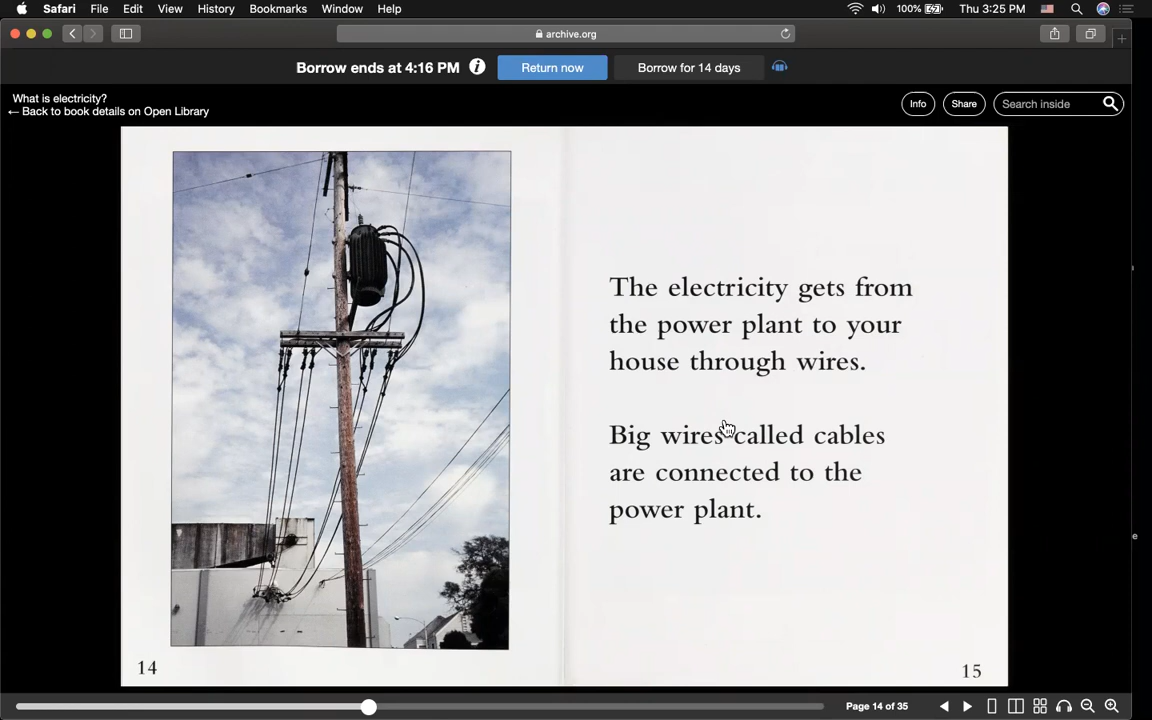 Safari File Edit View History Bookmarks Window Help 100% Thu 3:25 PM
archive.org
Borrow ends at 4:16 PM Return now Borrow for 14 days
What is electricity?
← Back to book details on Open Library
Info Share Search inside
The electricity gets from
the power plant to your
house through wires.
Big wires called cables
are connected to the
power plant.
14
15
Page 14 of 35